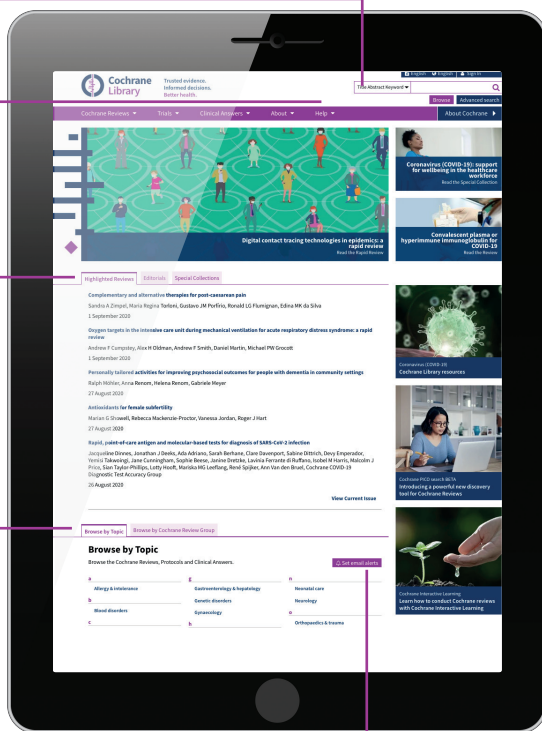 English English Sign In
Cochrane Library
Trusted evidence.
Informed decisions.
Better health.
Title Abstract Keyword
Browse Advanced search
Cochrane Reviews Trials Clinical Answers About Help About Cochrane
Digital contact tracing technologies in epidemics: a
rapid review
Read the Rapid Review
Coronavirus (COVID-19): support
for wellbeing in the healthcare
workforce
Read the Special Collection
Convalescent plasma or
hyperimmune immunoglobulin for
COVID-19
Read the Review
Highlighted Reviews Editorials Special Collections
Complementary and alternative therapies for post-caesarean pain
Sandra A Zimpel, Maria Regina Torloni, Gustavo JM Porfírio, Ronald LG Flumignan, Edina MK da Silva
1 September 2020
Oxygen targets in the intensive care unit during mechanical ventilation for acute respiratory distress syndrome: a rapid
review
Andrew F Cumpstey, Alex H Oldman, Andrew F Smith, Daniel Martin, Michael PW Grocott
1 September 2020
Personally tailored activities for improving psychosocial outcomes for people with dementia in community settings
Ralph Möhler, Anna Renom, Helena Renom, Gabriele Meyer
27 August 2020
Antioxidants for female subfertility
Marian G Showell, Rebecca Mackenzie-Proctor, Vanessa Jordan, Roger J Hart
27 August 2020
Rapid, point-of-care antigen and molecular-based tests for diagnosis of SARS-CoV-2 infection
Jacqueline Dinnes, Jonathan J Deeks, Ada Adriano, Sarah Berhane, Clare Davenport, Sabine Dittrich, Devy Emperador,
Yemisi Takwoingi, Jane Cunningham, Sophie Beese, Janine Dretzke, Lavinia Ferrante di Ruffano, Isobel M Harris, Malcolm J
Price, Sian Taylor-Phillips, Lotty Hooft, Mariska MG Leeflang, René Spijker, Ann Van den Bruel, Cochrane COVID-19
Diagnostic Test Accuracy Group
26 August 2020
View Current Issue
Coronavirus (COVID-19)
Cochrane Library resources
Cochrane PICO search BETA
Introducing a powerful new discovery
tool for Cochrane Reviews
Cochrane Interactive Learning
Learn how to conduct Cochrane reviews
with Cochrane Interactive Learning
Browse by Topic Browse by Cochrane Review Group
Browse by Topic
Browse the Cochrane Reviews, Protocols and Clinical Answers.
Set email alerts
a
Allergy & intolerance
b
Blood disorders
c
g
Gastroenterology & hepatology
Genetic disorders
Gynaecology
h
n
Neonatal care
Neurology
o
Orthopaedics & trauma